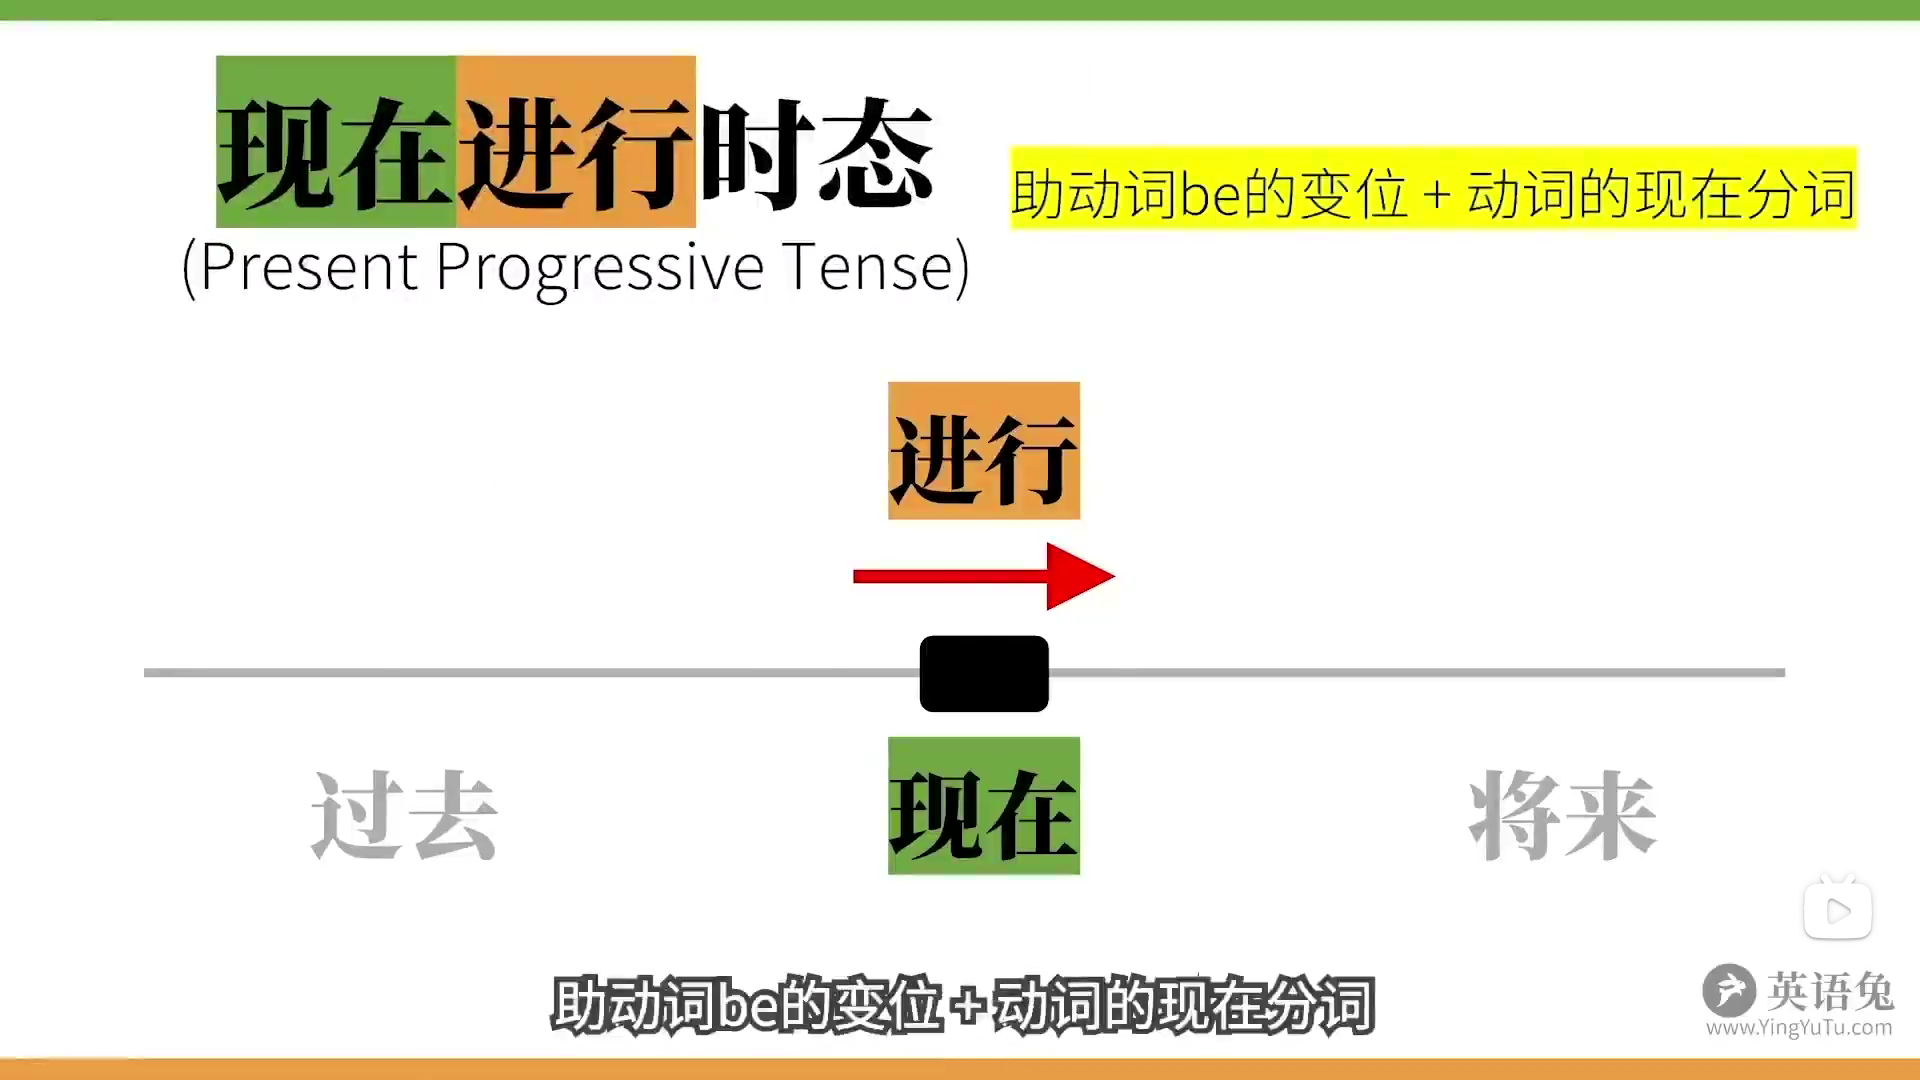 现在进行时态
(Present Progressive Tense)
助动词be的变位 + 动词的现在分词
进行
过去
现在
将来
助动词be的变位 + 动词的现在分词
英语兔
www.YingYuTu.com